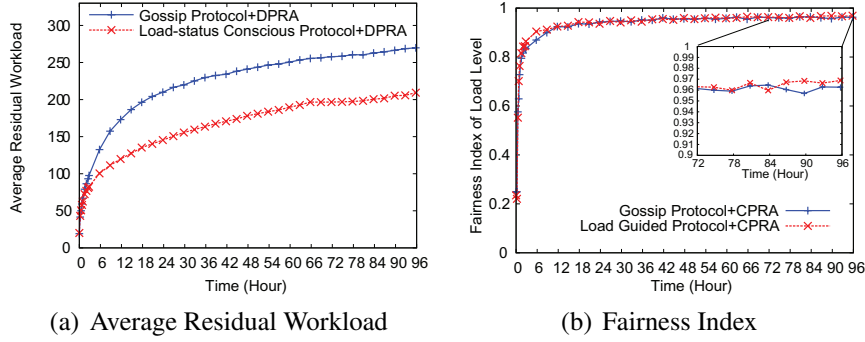 Average Residual Workload
300
250
200
150
100
50
0
Gossip Protocol+DPRA
Load-status Conscious Protocol+DPRA
0 6 12 18 24 30 36 42 48 54 60 66 72 78 84 90 96
Time (Hour)
(a) Average Residual Workload
Fairness Index of Load Level
1
0.8
0.6
0.4
0.2
0
1
0.99
0.98
0.97
0.96
0.95
0.94
0.93
0.92
0.91
0.9
72 78 84 90 96
Time (Hour)
Gossip Protocol+CPRA
Load Guided Protocol+CPRA
0 6 12 18 24 30 36 42 48 54 60 66 72 78 84 90 96
Time (Hour)
(b) Fairness Index